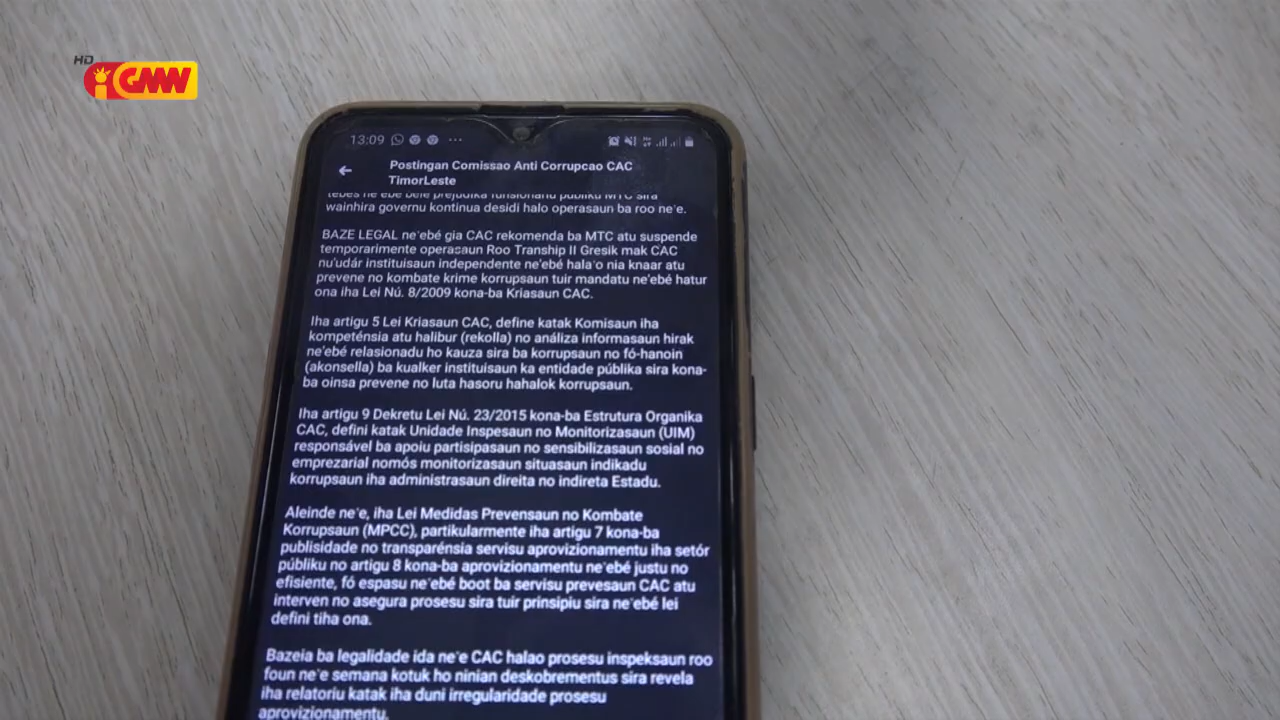 HD
GMN
13:09
Postingan Comissao Anti Corrupcao CAC
TimorLeste
tebes ne'ebé bele prejudika funsionáriu públiku MTC sira
wainhira governu kontinua desidi halo operasaun ba roo ne'e.
BAZE LEGAL ne'ebé gia CAC rekomenda ba MTC atu suspende
temporarimente operasaun Roo Tranship II Gresik mak CAC
nu'udár instituisaun independente ne'ebé hala'o nia knaar atu
prevene no kombate krime korrupsaun tuir mandatu ne'ebé hatur
ona iha Lei Nú. 8/2009 kona-ba Kriasaun CAC.
Iha artigu 5 Lei Kriasaun CAC, define katak Komisaun iha
kompeténsia atu halibur (rekolla) no análiza informasaun hirak
ne'ebé relasionadu ho kauza sira ba korrupsaun no fó-hanoin
(akonsella) ba kualker instituisaun ka entidade públika sira kona-
ba oinsa prevene no luta hasoru hahalok korrupsaun.
Iha artigu 9 Dekretu Lei Nú. 23/2015 kona-ba Estrutura Organika
CAC, defini katak Unidade Inspesaun no Monitorizasaun (UIM)
responsável ba apoiu partisipasaun no sensibilizasaun sosial no
emprezarial nomós monitorizasaun situasaun indikadu
korrupsaun iha administrasaun direita no indireta Estadu.
Aleinde ne'e, iha Lei Medidas Prevensaun no Kombate
Korrupsaun (MPCC), partikularmente iha artigu 7 kona-ba
publisidade no transparénsia servisu aprovizionamentu iha setór
públiku no artigu 8 kona-ba aprovizionamentu ne'ebé justu no
efisiente, fó espasu ne'ebé boot ba servisu prevesaun CAC atu
interven no asegura prosesu sira tuir prinsipiu sira ne'ebé lei
defini tiha ona.
Bazeia ba legalidade ida ne'e CAC halao prosesu inspeksaun roo
foun ne'e semana kotuk ho ninian deskobrementus sira revela
iha relatoriu katak iha duni irregularidade prosesu
aprovizionamentu.